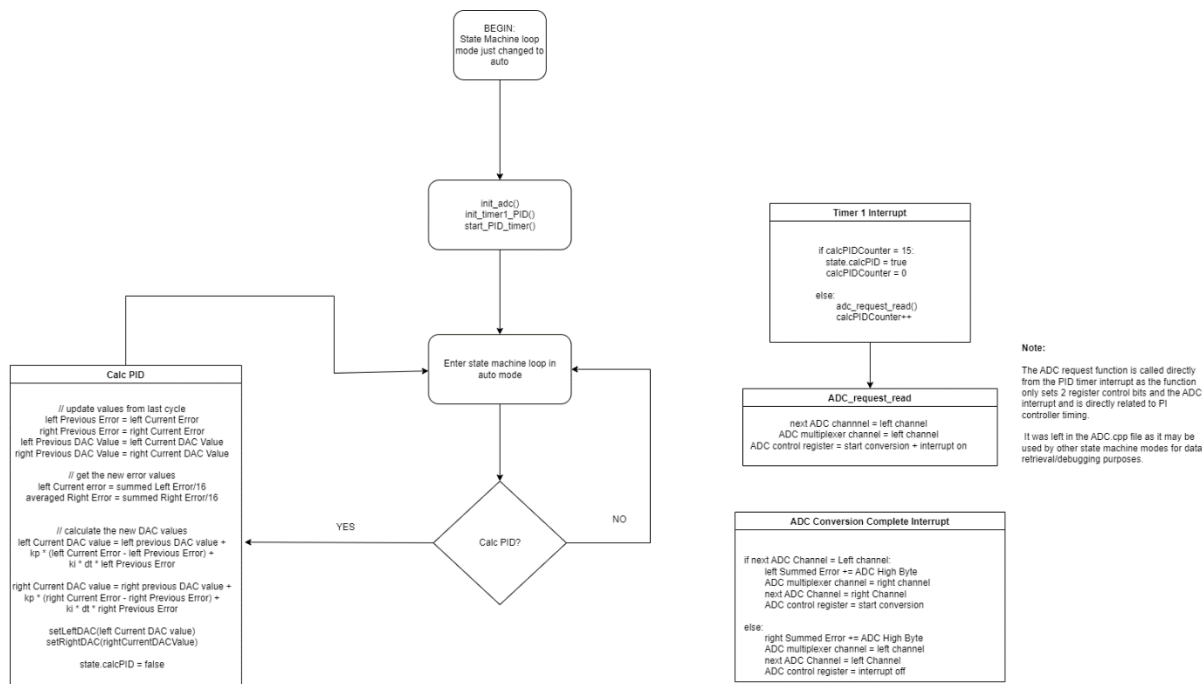 BEGIN:
State Machine loop
mode just changed to
auto
init_adc()
init_timer1_PID()
start_PID_timer()
Enter state machine loop in
auto mode
Calc PID?
YES
NO
Calc PID
// update values from last cycle
left Previous Error = left Current Error
right Previous Error = right Current Error
left Previous DAC Value = left Current DAC Value
right Previous DAC Value = right Current DAC Value
// get the new error values
left Current error = summed Left Error/16
averaged Right Error = summed Right Error/16
// calculate the new DAC values
left Current DAC value = left previous DAC value +
kp * (left Current Error - left Previous Error) +
ki * dt * left Previous Error
right Current DAC value = right previous DAC value +
kp * (right Current Error - right Previous Error) +
ki * dt * right Previous Error
setLeftDAC(left Current DAC value)
setRightDAC(rightCurrentDACValue)
state.calcPID = false
Timer 1 Interrupt
if calcPIDCounter = 15:
state.calcPID = true
calcPIDCounter = 0
else:
adc_request_read()
calcPIDCounter++
ADC_request_read
next ADC channnel = left channel
ADC multiplexer channel = left channel
ADC control register = start conversion + interrupt on
Note:
The ADC request function is called directly
from the PID timer interrupt as the function
only sets 2 register control bits and the ADC
interrupt and is directly related to PI
controller timing.
It was left in the ADC.cpp file as it may be
used by other state machine modes for data
retrieval/debugging purposes.
ADC Conversion Complete Interrupt
if next ADC Channel = Left channel:
left Summed Error += ADC High Byte
ADC multiplexer channel = right channel
next ADC Channel = right Channel
ADC control register = start conversion
else:
right Summed Error += ADC High Byte
ADC multiplexer channel = left channel
next ADC Channel = left Channel
ADC control register = interrupt off